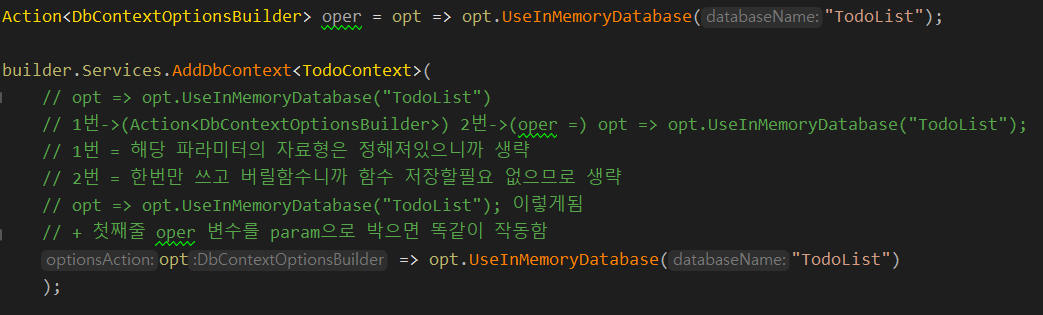 Action<DbContextOptionsBuilder> oper = opt => opt.UseInMemoryDatabase( databaseName: "TodoList");
builder.Services.AddDbContext<TodoContext>(
// opt => opt.UseInMemoryDatabase("TodoList")
// 1번->(Action<DbContextOptionsBuilder>) 2번->(oper =) opt => opt.UseInMemoryDatabase("TodoList");
// 1번 = 해당 파라미터의 자료형은 정해져있으니까 생략
// 2번 = 한번만 쓰고 버릴함수니까 함수 저장할필요 없으므로 생략
// opt => opt.UseInMemoryDatabase("TodoList"); 이렇게됨
// + 첫째줄 oper 변수를 param으로 박으면 똑같이 작동함
optionsAction: opt :DbContextOptionsBuilder => opt.UseInMemoryDatabase( databaseName: "TodoList")
);